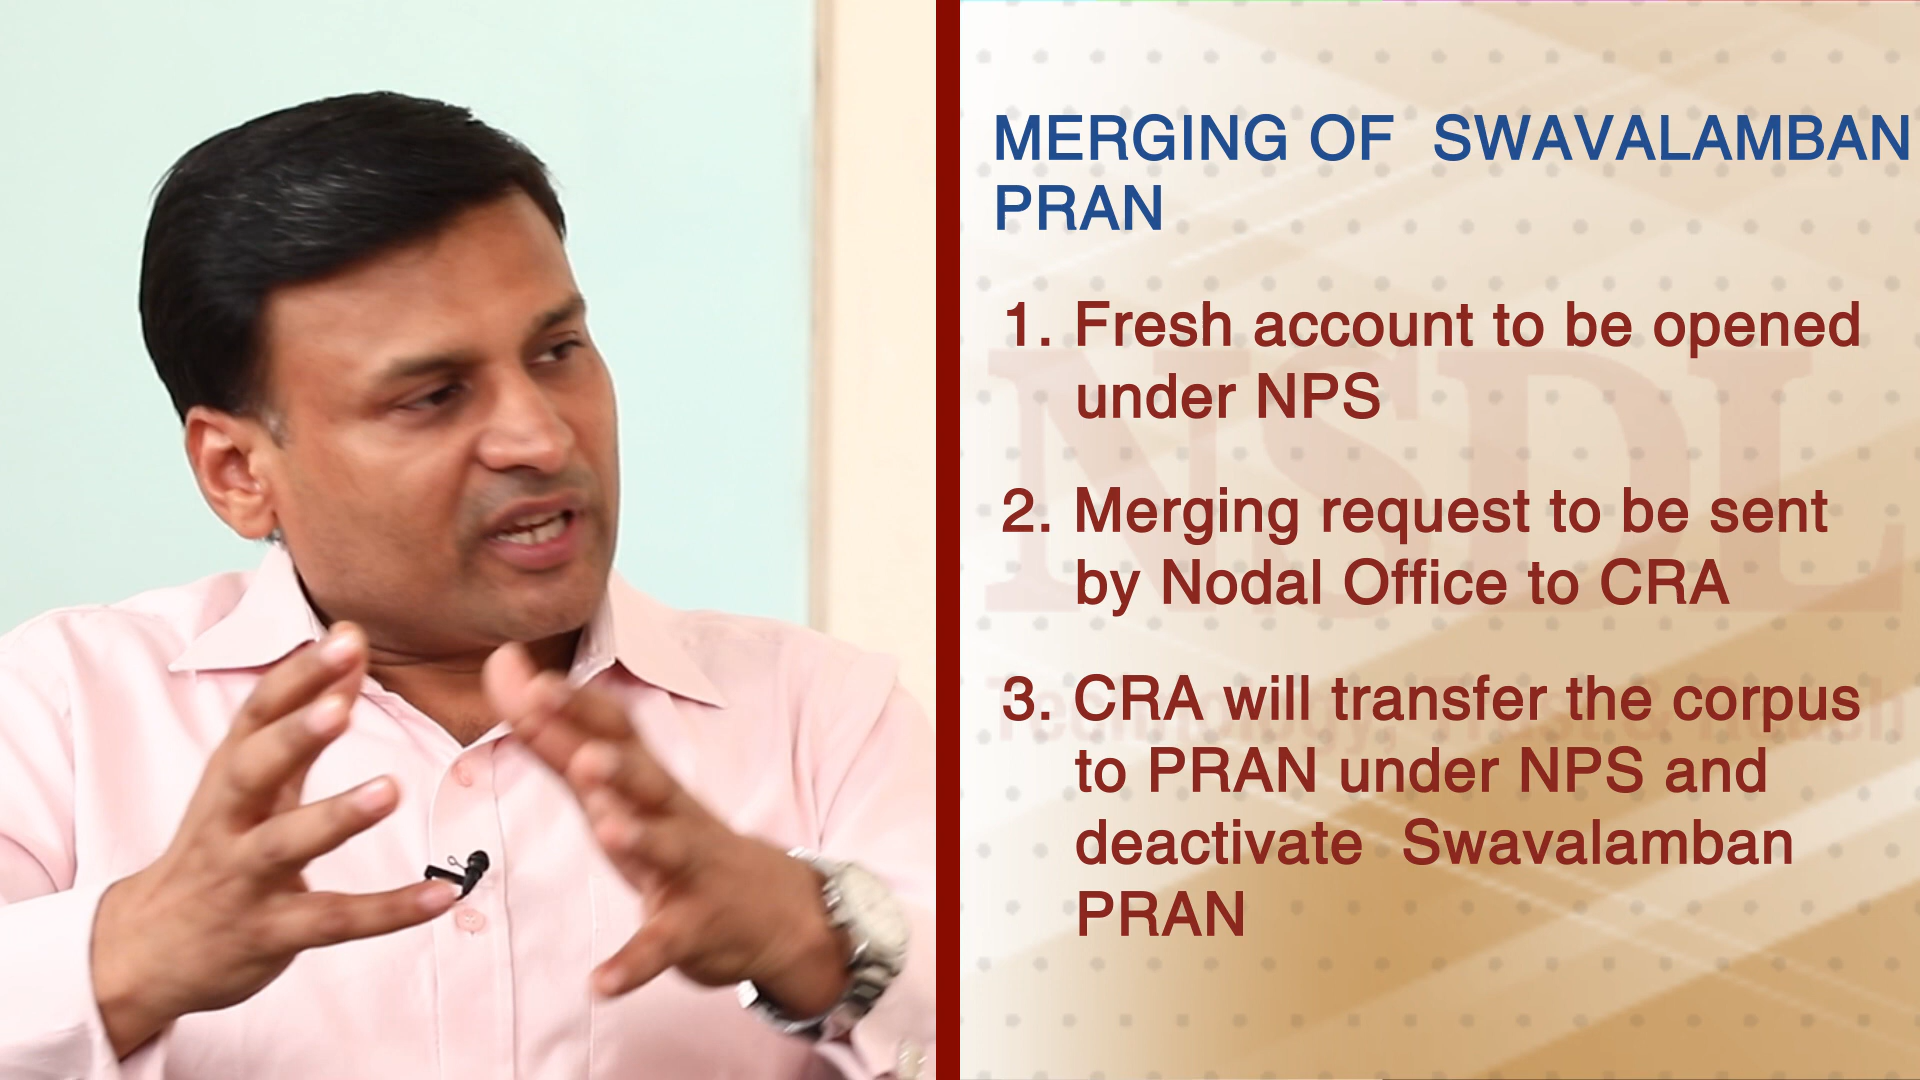 MERGING OF SWAVALAMBAN
PRAN
1. Fresh account to be opened
under NPS
2. Merging request to be sent
by Nodal Office to CRA
3. CRA will transfer the corpus
to PRAN under NPS and
deactivate Swavalamban
PRAN
NSDL